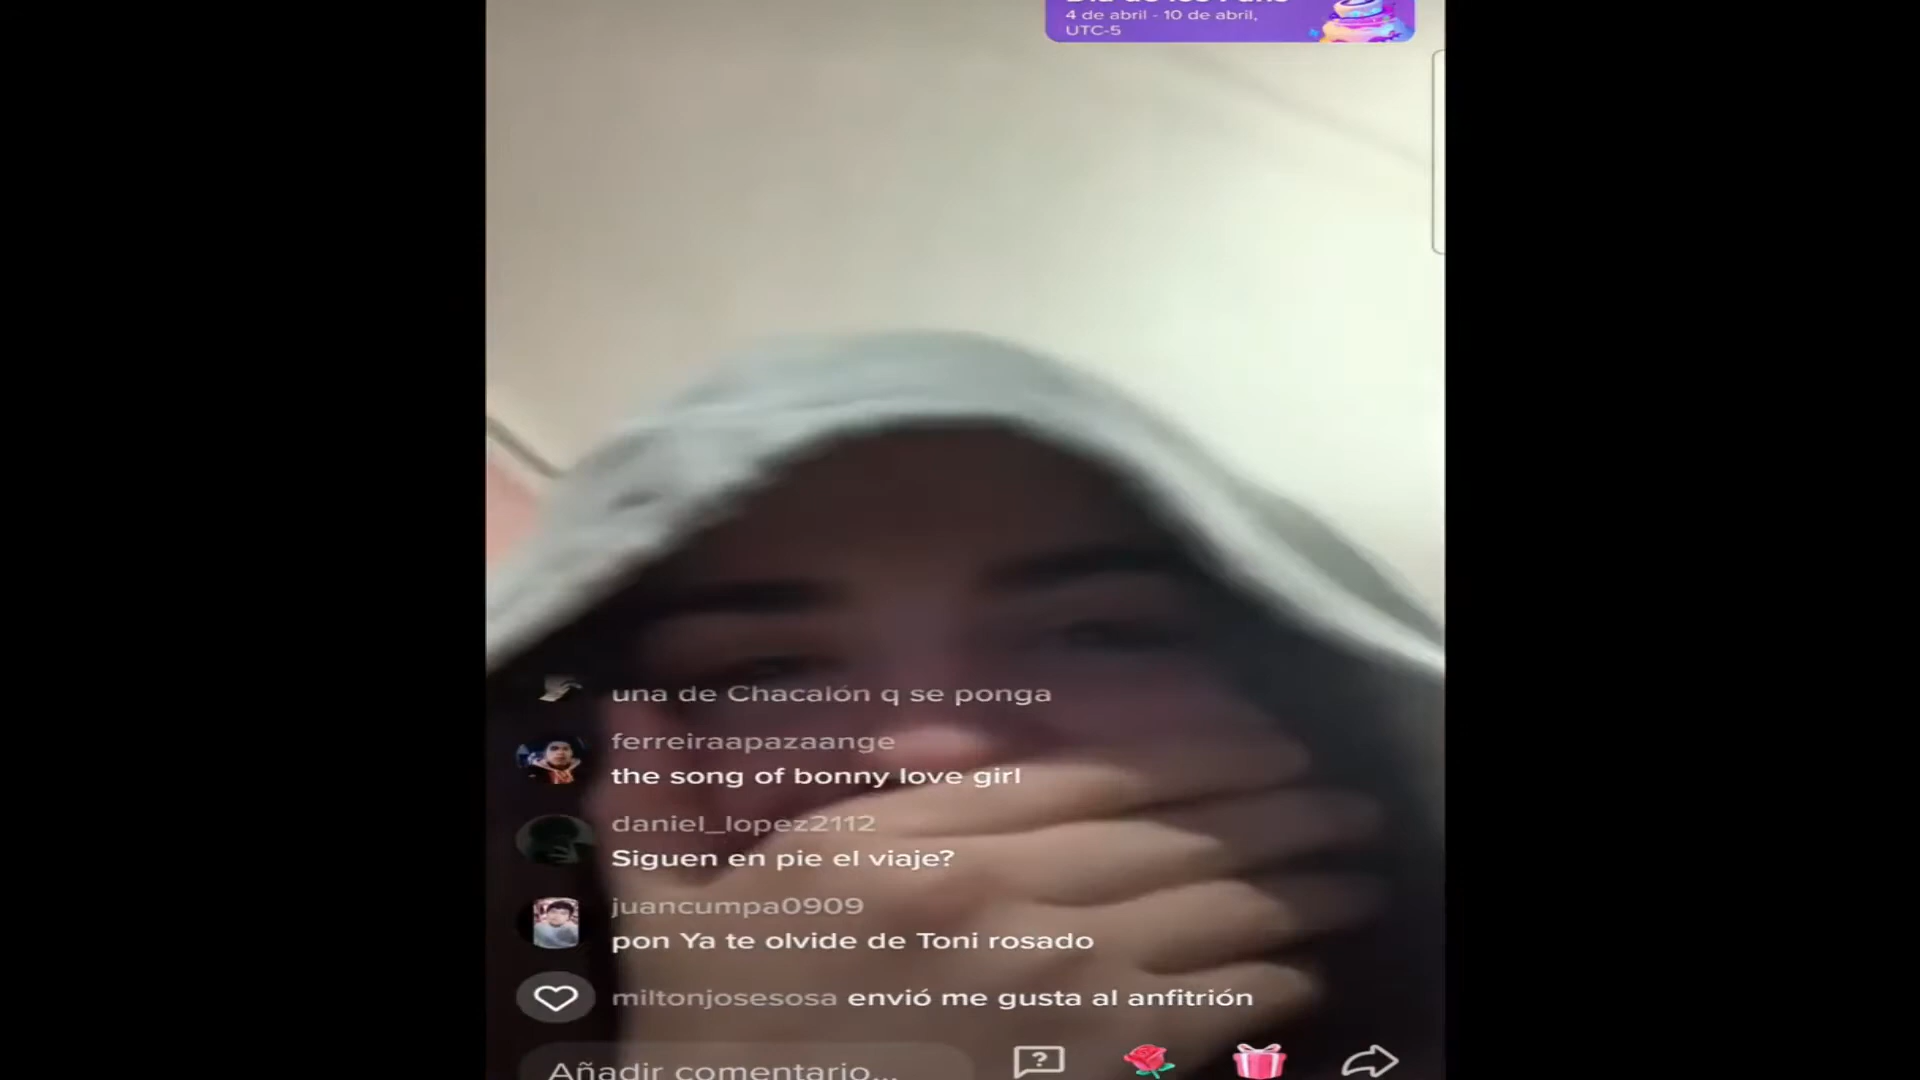 4 de abril - 10 de abril,
UTC-5
una de Chacalón q se ponga
ferreiraapazaange
the song of bonny love girl
daniel_lopez2112
Siguen en pie el viaje?
juancumpa0909
pon Ya te olvide de Toni rosado
miltonjosesosa envió me gusta al anfitrión
Añadir comentario...